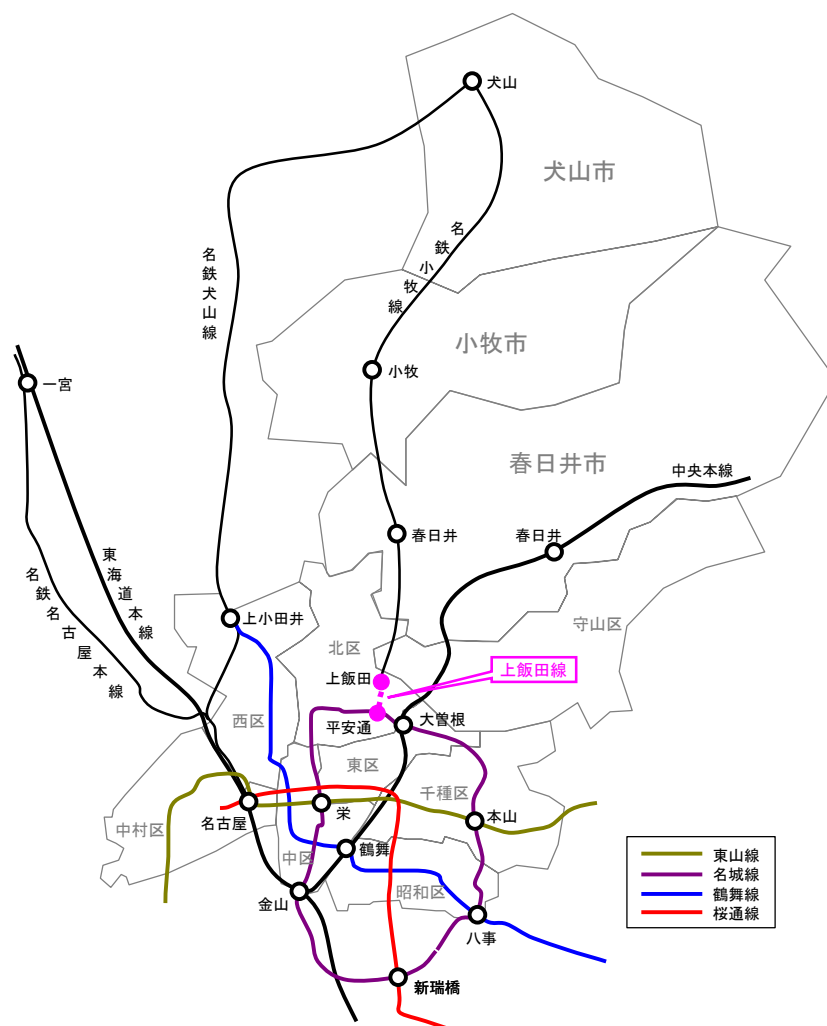 犬山
犬山市
名鉄小牧線
名鉄犬山線
小牧市
小牧
一宮
春日井市
中央本線
春日井
春日井
東海道本線
名鉄名古屋本線
上小田井
守山区
北区
上飯田
上飯田線
西区
平安通
大曽根
東区
千種区
中村区
名古屋
栄
本山
鶴舞
中区
昭和区
金山
八事
新瑞橋
東山線
名城線
鶴舞線
桜通線